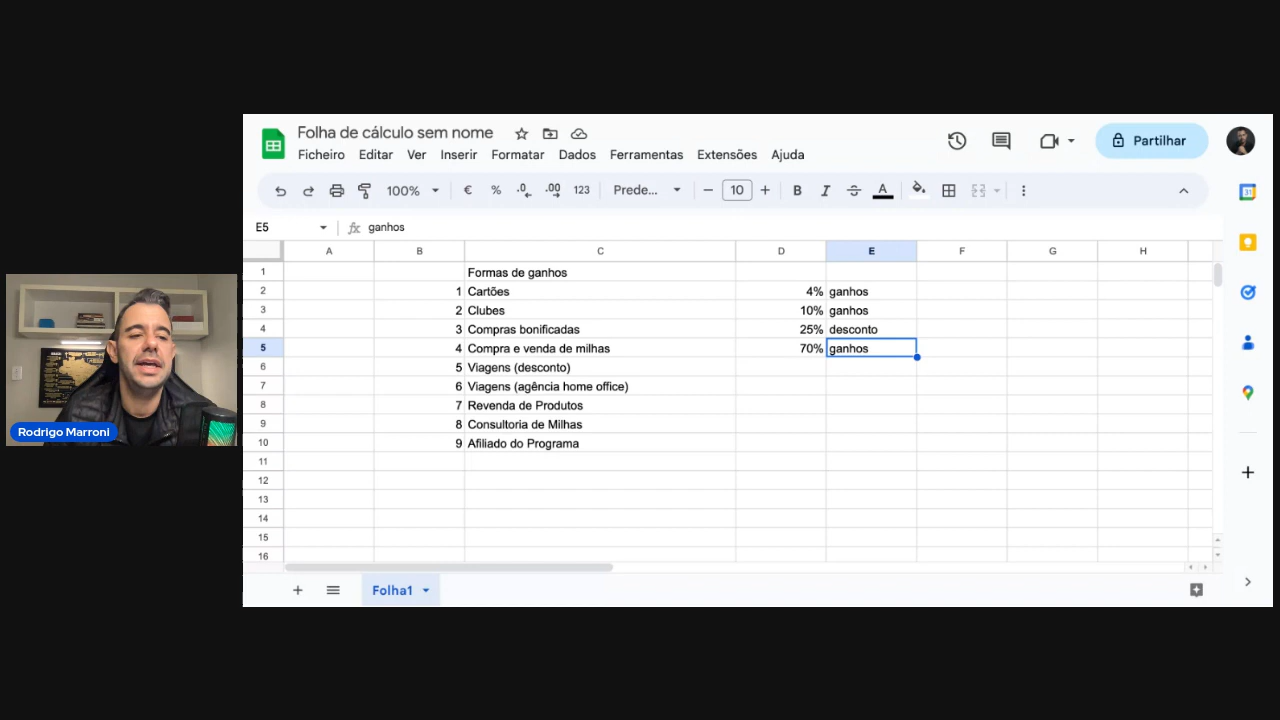 Folha de cálculo sem nome
Ficheiro Editar Ver Inserir Formatar Dados Ferramentas Extensões Ajuda
Partilhar
100% € % .0 .00 123 Prede... 10 B I A
E5 fx ganhos
A B C D E F G H
1 Formas de ganhos
2 1 Cartões 4% ganhos
3 2 Clubes 10% ganhos
4 3 Compras bonificadas 25% desconto
5 4 Compra e venda de milhas 70% ganhos
6 5 Viagens (desconto)
7 6 Viagens (agência home office)
8 7 Revenda de Produtos
9 8 Consultoria de Milhas
10 9 Afiliado do Programa
11
12
13
14
15
16
Folha1
Rodrigo Marroni
31